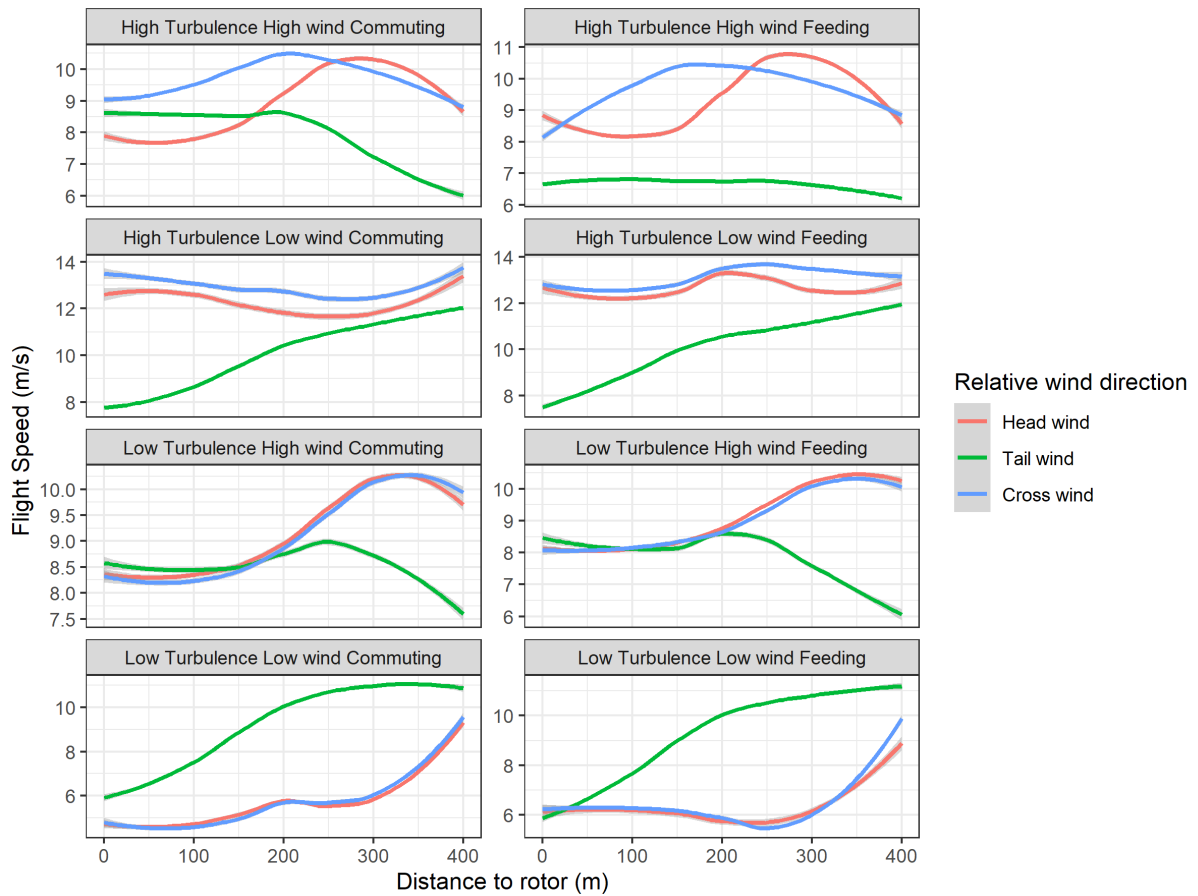 High Turbulence High wind Commuting
High Turbulence High wind Feeding
10
9
8
7
6
11
10
9
8
7
6
High Turbulence Low wind Commuting
High Turbulence Low wind Feeding
14
12
10
8
14
12
10
8
Low Turbulence High wind Commuting
Low Turbulence High wind Feeding
10.0
9.5
9.0
8.5
8.0
7.5
10
9
8
7
6
Low Turbulence Low wind Commuting
Low Turbulence Low wind Feeding
10
8
6
10
8
6
0 100 200 300 400
0 100 200 300 400
Distance to rotor (m)
Flight Speed (m/s)
Relative wind direction
Head wind
Tail wind
Cross wind